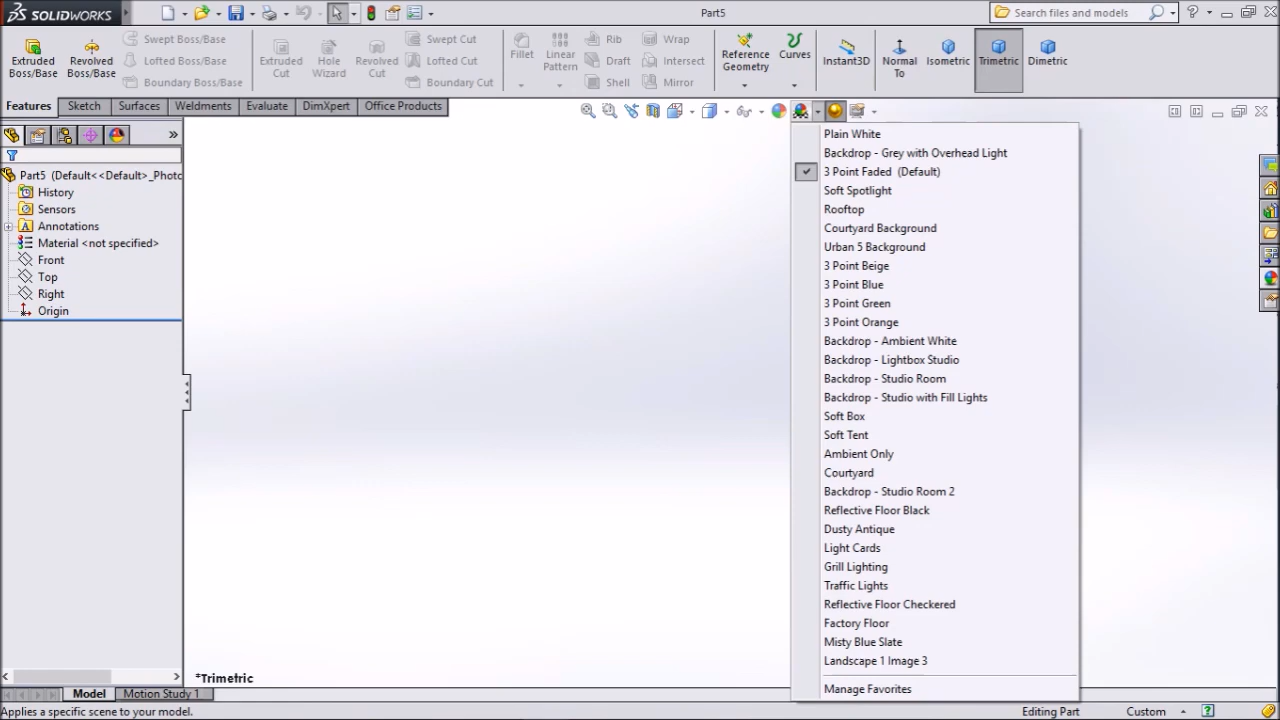 SOLIDWORKS
Part5
Search files and models
Extruded Boss/Base
Revolved Boss/Base
Swept Boss/Base
Lofted Boss/Base
Boundary Boss/Base
Extruded Cut
Hole Wizard
Revolved Cut
Swept Cut
Lofted Cut
Boundary Cut
Fillet
Linear Pattern
Rib
Draft
Shell
Wrap
Intersect
Mirror
Reference Geometry
Curves
Instant3D
Normal To
Isometric
Trimetric
Dimetric
Features
Sketch
Surfaces
Weldments
Evaluate
DimXpert
Office Products
Part5 (Default<<Default>_Photo
History
Sensors
Annotations
Material <not specified>
Front
Top
Right
Origin
Plain White
Backdrop - Grey with Overhead Light
3 Point Faded (Default)
Soft Spotlight
Rooftop
Courtyard Background
Urban 5 Background
3 Point Beige
3 Point Blue
3 Point Green
3 Point Orange
Backdrop - Ambient White
Backdrop - Lightbox Studio
Backdrop - Studio Room
Backdrop - Studio with Fill Lights
Soft Box
Soft Tent
Ambient Only
Courtyard
Backdrop - Studio Room 2
Reflective Floor Black
Dusty Antique
Light Cards
Grill Lighting
Traffic Lights
Reflective Floor Checkered
Factory Floor
Misty Blue Slate
Landscape 1 Image 3
Manage Favorites
*Trimetric
Model
Motion Study 1
Applies a specific scene to your model.
Editing Part
Custom